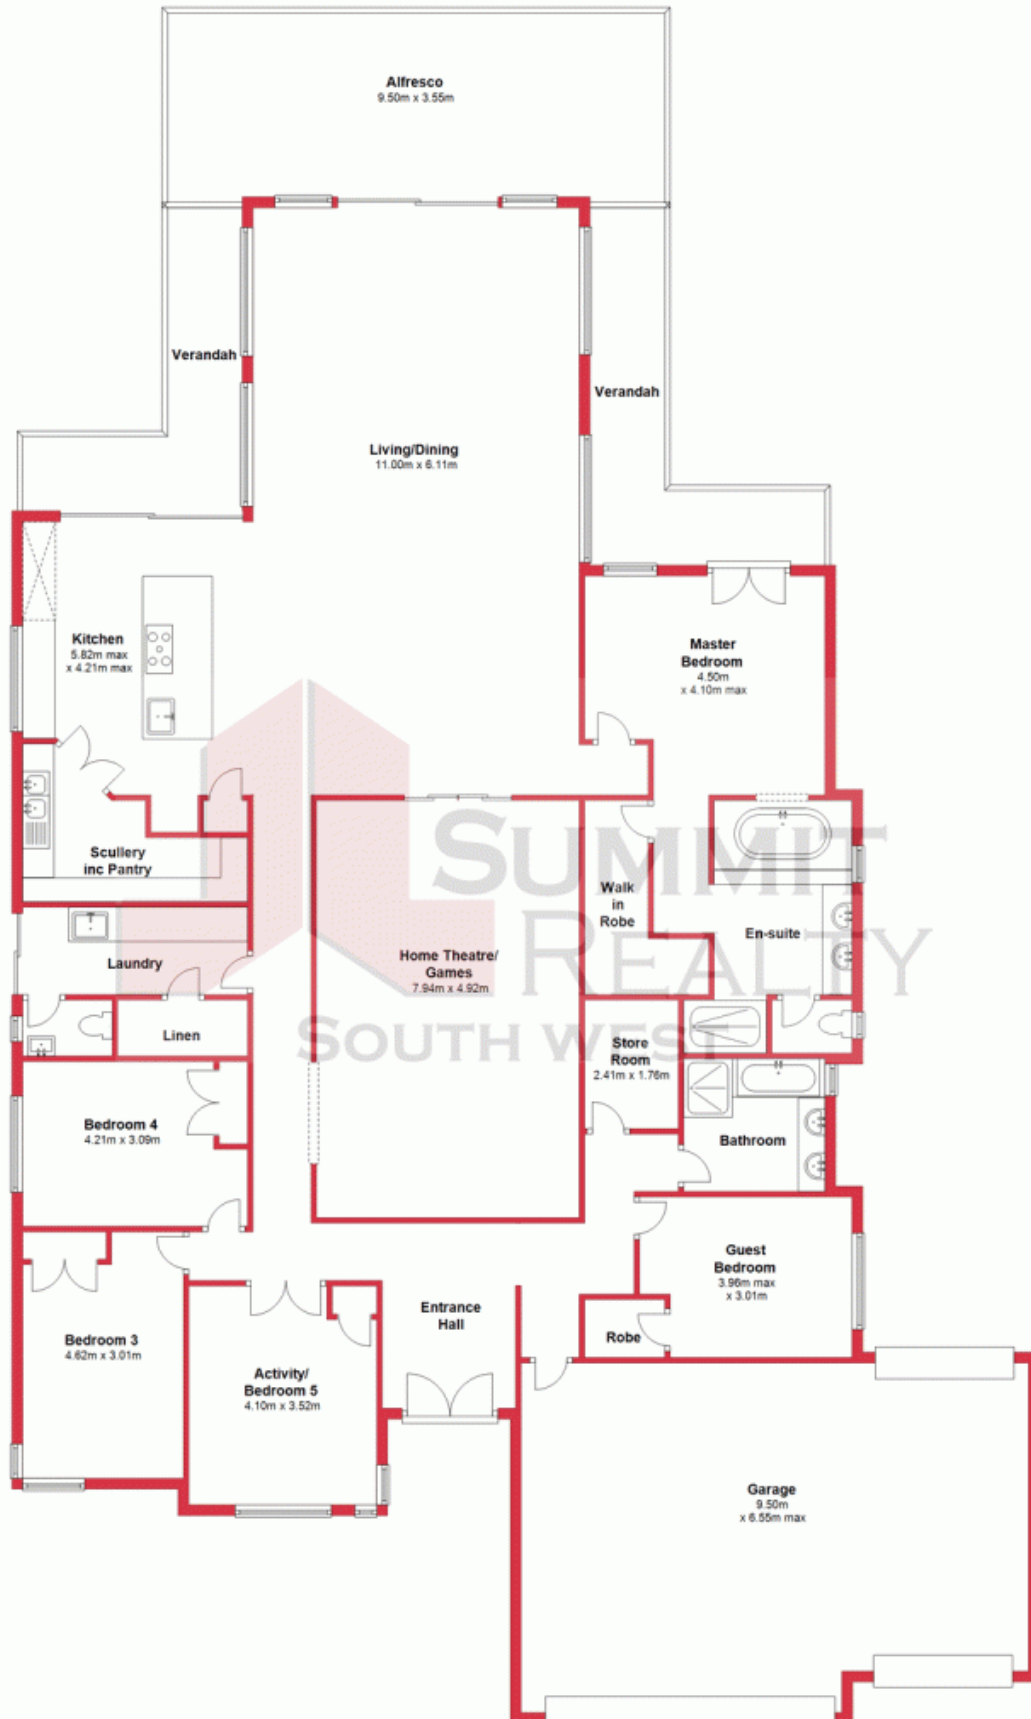 Alfresco
9.50m x 3.55m
Verandah
Verandah
Living/Dining
11.00m x 6.11m
Kitchen
5.82m max
x 4.21m max
Master
Bedroom
4.50m
x 4.10m max
Scullery
inc Pantry
Walk
in
Robe
En-suite
Laundry
Home Theatre/
Games
7.94m x 4.92m
SUMMIT
REALTY
SOUTH WEST
Linen
Store
Room
2.41m x 1.76m
Bedroom 4
4.21m x 3.09m
Bathroom
Guest
Bedroom
3.96m max
x 3.01m
Entrance
Hall
Robe
Bedroom 3
4.62m x 3.01m
Activity/
Bedroom 5
4.10m x 3.52m
Garage
9.50m
x 6.55m max